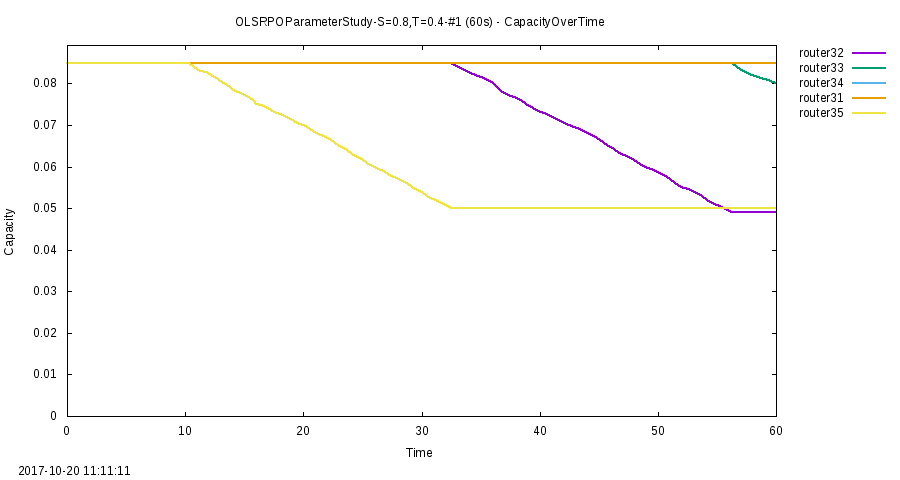 OLSRPOParameterStudy-S=0.8,T=0.4-#1 (60s) - CapacityOverTime
router32
router33
router34
router31
router35
0.08
0.07
0.06
0.05
0.04
0.03
0.02
0.01
0
Capacity
0 10 20 30 40 50 60
Time
2017-10-20 11:11:11